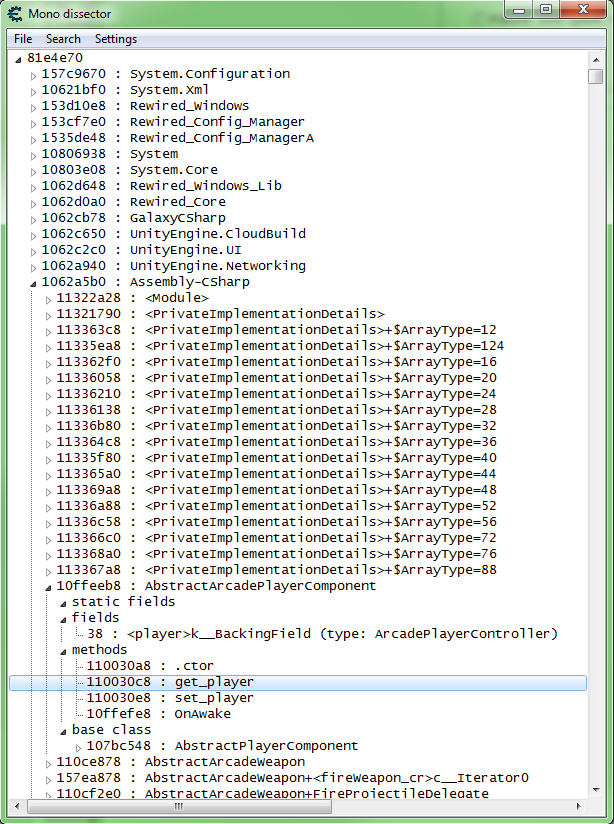 Mono dissector
File Search Settings
81e4e70
157c9670 : System.Configuration
10621bf0 : System.Xml
153d10e8 : Rewired_Windows
153cf7e0 : Rewired_Config_Manager
1535de48 : Rewired_Config_ManagerA
10806938 : System
10803e08 : System.Core
1062d648 : Rewired_Windows_Lib
1062d0a0 : Rewired_Core
1062cb78 : GalaxyCSharp
1062c650 : UnityEngine.CloudBuild
1062c2c0 : UnityEngine.UI
1062a940 : UnityEngine.Networking
1062a5b0 : Assembly-CSharp
11322a28 : <Module>
11321790 : <PrivateImplementationDetails>
113363c8 : <PrivateImplementationDetails>+$ArrayType=12
11335ea8 : <PrivateImplementationDetails>+$ArrayType=124
113362f0 : <PrivateImplementationDetails>+$ArrayType=16
11336058 : <PrivateImplementationDetails>+$ArrayType=20
11336210 : <PrivateImplementationDetails>+$ArrayType=24
11336138 : <PrivateImplementationDetails>+$ArrayType=28
11336b80 : <PrivateImplementationDetails>+$ArrayType=32
113364c8 : <PrivateImplementationDetails>+$ArrayType=36
11335f80 : <PrivateImplementationDetails>+$ArrayType=40
113365a0 : <PrivateImplementationDetails>+$ArrayType=44
113369a8 : <PrivateImplementationDetails>+$ArrayType=48
11336a88 : <PrivateImplementationDetails>+$ArrayType=52
11336c58 : <PrivateImplementationDetails>+$ArrayType=56
113366c0 : <PrivateImplementationDetails>+$ArrayType=72
113368a0 : <PrivateImplementationDetails>+$ArrayType=76
113367a8 : <PrivateImplementationDetails>+$ArrayType=88
10ffeeb8 : AbstractArcadePlayerComponent
static fields
fields
38 : <player>k__BackingField (type: ArcadePlayerController)
methods
110030a8 : .ctor
110030c8 : get_player
110030e8 : set_player
10ffefe8 : OnAwake
base class
107bc548 : AbstractPlayerComponent
110ce878 : AbstractArcadeWeapon
157ea878 : AbstractArcadeWeapon+<fireWeapon_cr>c__Iterator0
110cf2e0 : AbstractArcadeWeapon+FireProjectileDelegate